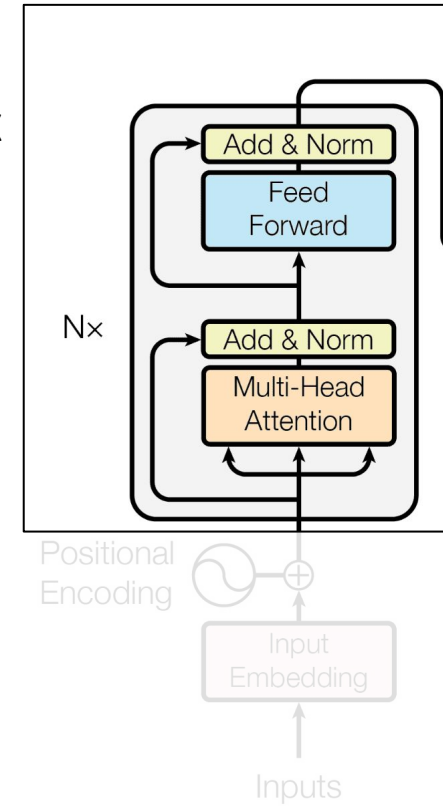 Add & Norm
Feed
Forward
N×
Add & Norm
Multi-Head
Attention
Positional
Encoding
Input
Embedding
Inputs